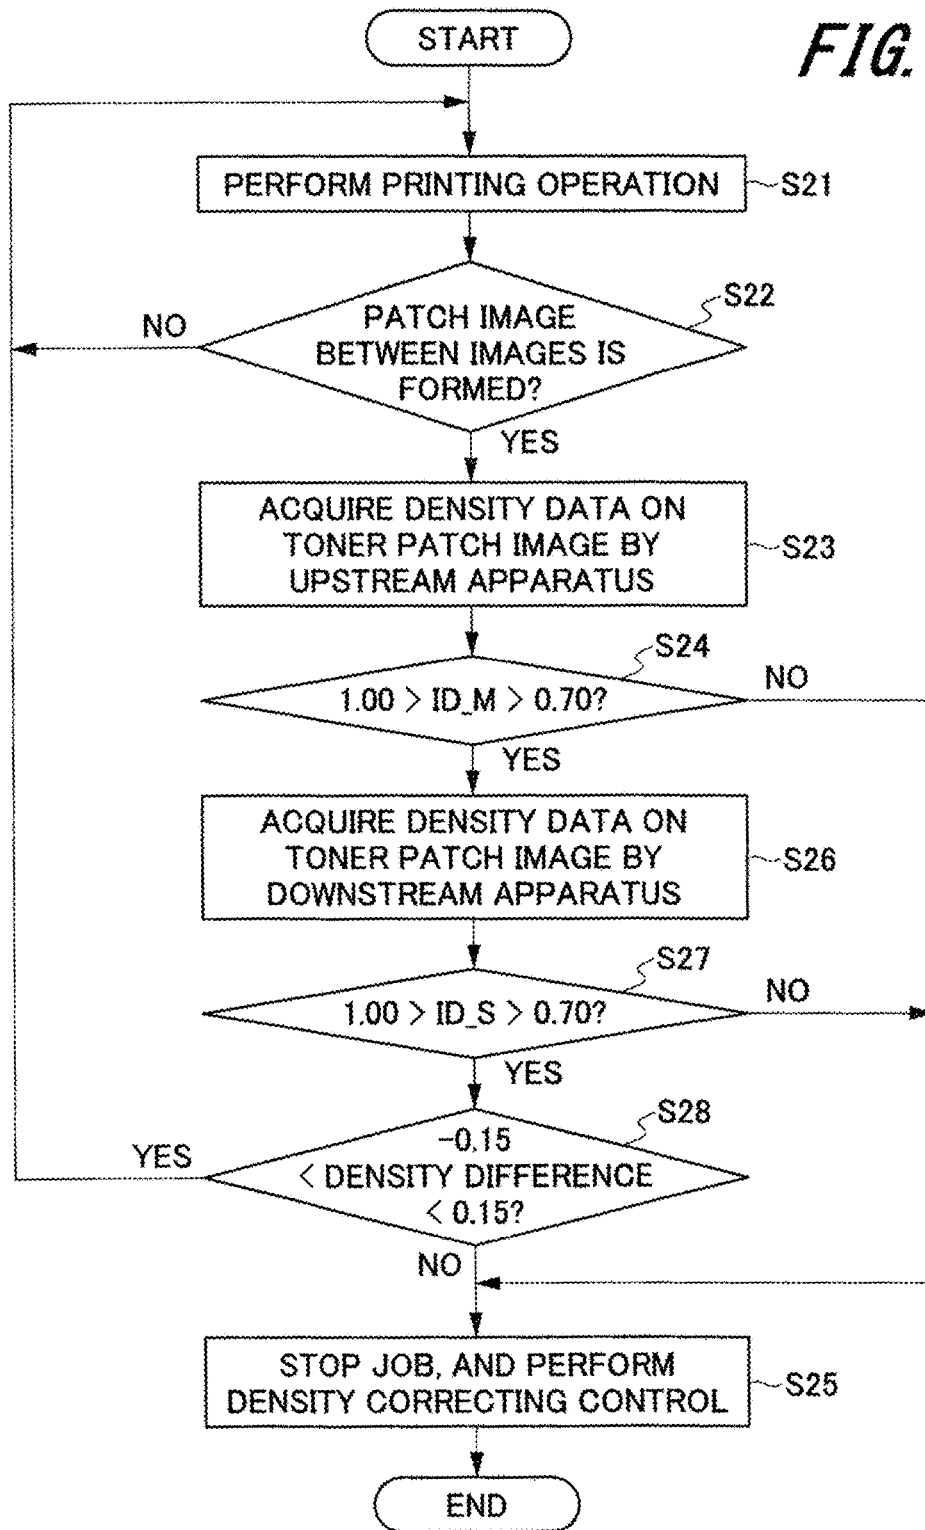 START
FIG.
PERFORM PRINTING OPERATION
S21
S22
NO
PATCH IMAGE
BETWEEN IMAGES IS
FORMED?
YES
ACQUIRE DENSITY DATA ON
TONER PATCH IMAGE BY
UPSTREAM APPARATUS
S23
S24
1.00 > ID_M > 0.70?
NO
YES
ACQUIRE DENSITY DATA ON
TONER PATCH IMAGE BY
DOWNSTREAM APPARATUS
S26
S27
1.00 > ID_S > 0.70?
NO
YES
S28
YES
-0.15
< DENSITY DIFFERENCE
< 0.15?
NO
STOP JOB, AND PERFORM
DENSITY CORRECTING CONTROL
S25
END